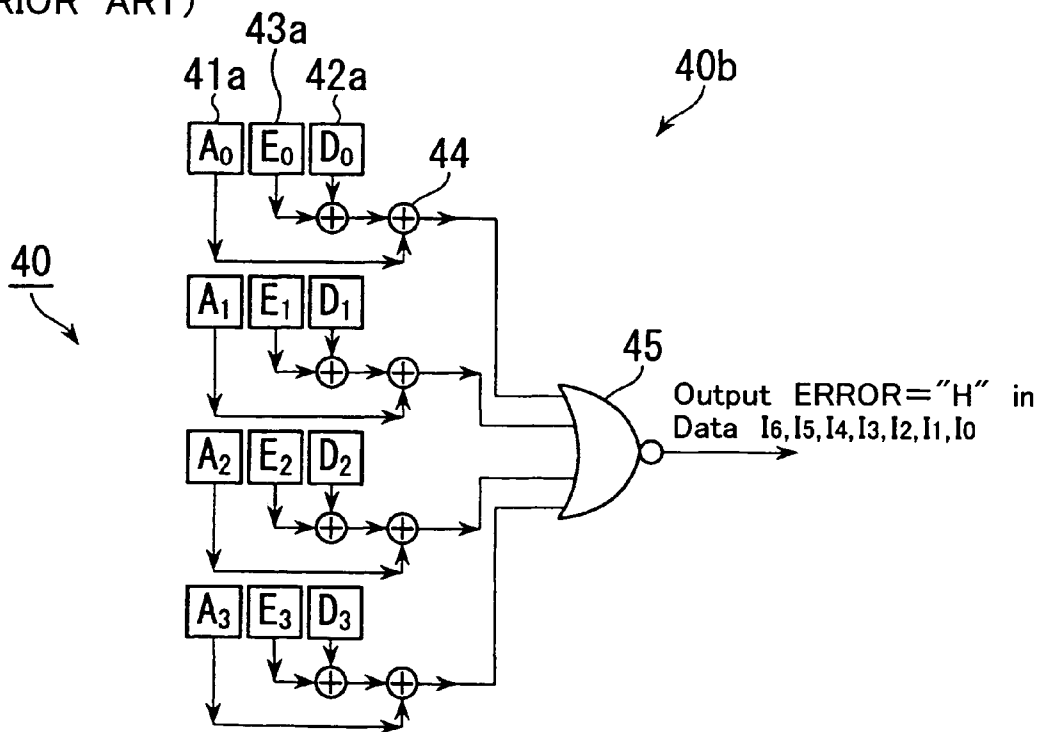 RIOR ART)
43a
41a
42a
40b
A0 E0 D0
44
40
A1 E1 D1
45
Output ERROR="H" in
Data I6,I5,I4,I3,I2,I1,I0
A2 E2 D2
A3 E3 D3